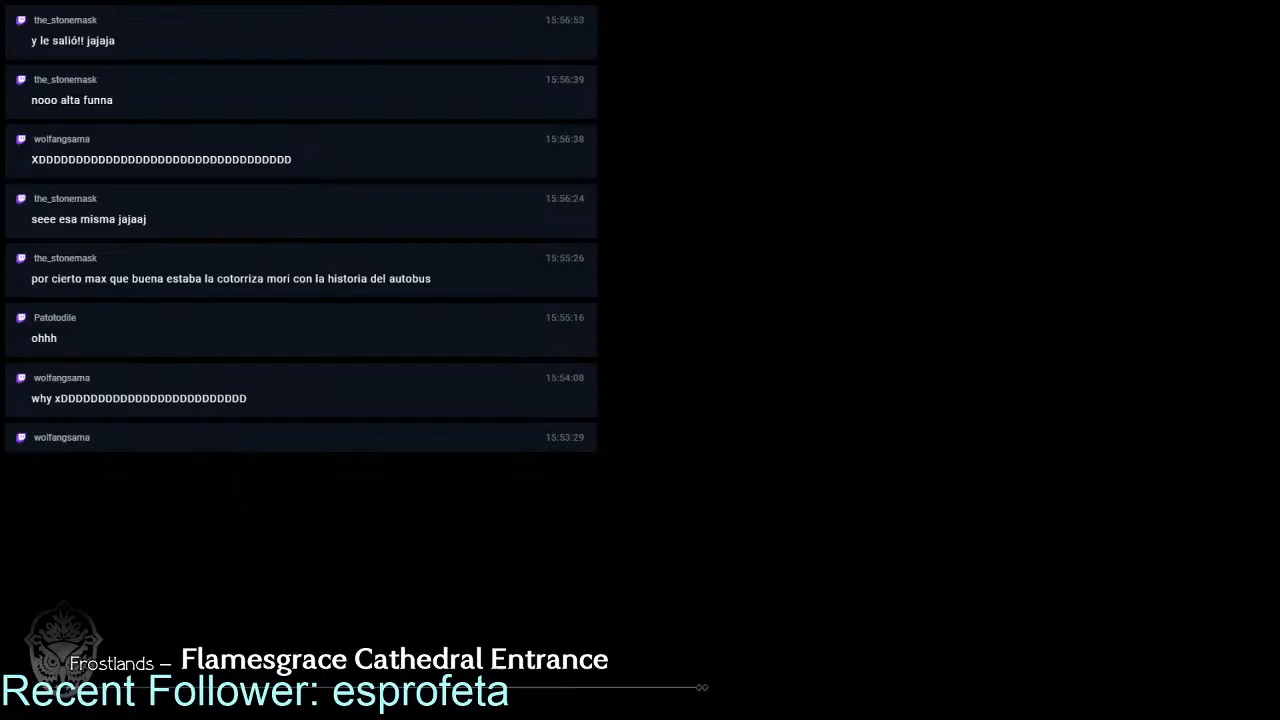 the_stonemask 15:56:53
y le salió!! jajaja
the_stonemask 15:56:39
nooo alta funna
wolfangsama 15:56:38
XDDDDDDDDDDDDDDDDDDDDDDDDDDDDDDDDDD
the_stonemask 15:56:24
seee esa misma jajaaj
the_stonemask 15:55:26
por cierto max que buena estaba la cotorriza mori con la historia del autobus
Patotodile 15:55:16
ohhh
wolfangsama 15:54:08
why xDDDDDDDDDDDDDDDDDDDDDDDDD
wolfangsama 15:53:29
Frostlands – Flamesgrace Cathedral Entrance
Recent Follower: esprofeta